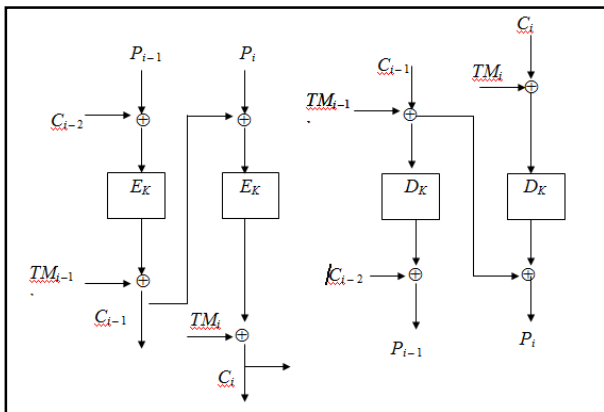 P_{i-1}
P_i
C_{i-2}
E_K
E_K
TM_{i-1}
.
C_{i-1}
TM_i
C_i
C_i
C_{i-1}
TM_i
TM_{i-1}
.
D_K
D_K
C_{i-2}
P_{i-1}
P_i